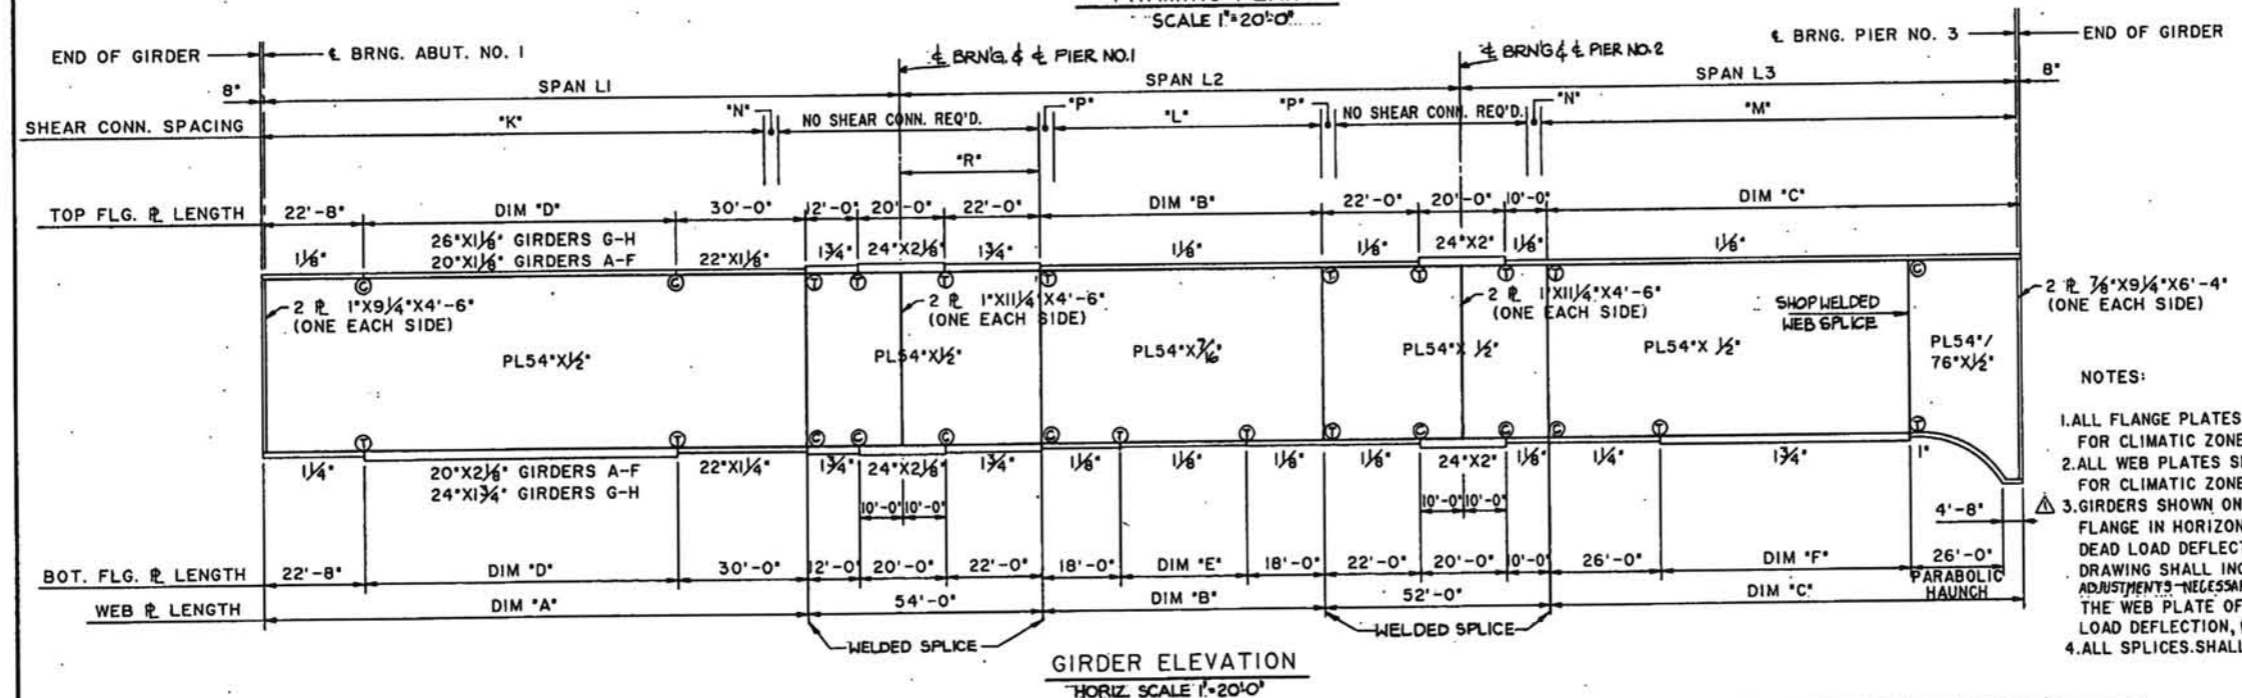 SCALE 1"=20'-0"
END OF GIRDER
℄ BRNG. ABUT. NO. 1
℄ BRN'G. & ℄ PIER NO.1
℄ BRN'G & ℄ PIER NO.2
℄ BRNG. PIER NO. 3
END OF GIRDER
8"
SPAN L1
SPAN L2
SPAN L3
8"
SHEAR CONN. SPACING
"K"
"N"
NO SHEAR CONN. REQ'D.
"P"
"L"
"P"
NO SHEAR CONN. REQ'D.
"N"
"M"
"R"
TOP FLG. ℙ LENGTH
22'-8"
DIM "D"
30'-0"
12'-0"
20'-0"
22'-0"
DIM "B"
22'-0"
20'-0"
10'-0"
DIM "C"
1⅛"
26"X1⅛" GIRDERS G-H
20"X1⅛" GIRDERS A-F
22"X1⅛"
1¾"
24"X2⅛"
1¾"
1⅛"
1⅛"
24"X2"
1⅛"
1⅛"
C
C
T
T
T
T
T
T
T
T
C
2 ℙ 1"X9¼"X4'-6"
(ONE EACH SIDE)
2 ℙ 1"X11¼"X4'-6"
(ONE EACH SIDE)
2 ℙ 1"X11¼"X4'-6"
(ONE EACH SIDE)
SHOP WELDED
WEB SPLICE
2 ℙ ⅞"X9¼"X6'-4"
(ONE EACH SIDE)
PL54"X½"
PL54"X½"
PL54"X7/16"
PL54"X ½"
PL54"X ½"
PL54"/
76"X½"
T
T
C
C
C
C
T
T
T
C
C
C
T
T
1¼"
20"X2⅛" GIRDERS A-F
24"X1¾" GIRDERS G-H
22"X1¼"
1¾"
24"X2⅛"
1¾"
1⅛"
1⅛"
1⅛"
1⅛"
24"X2"
1⅛"
1¼"
1¾"
1"
10'-0"
10'-0"
10'-0"
10'-0"
4'-8"
BOT. FLG. ℙ LENGTH
22'-8"
DIM "D"
30'-0"
12'-0"
20'-0"
22'-0"
18'-0"
DIM "E"
18'-0"
22'-0"
20'-0"
10'-0"
26'-0"
DIM "F"
26'-0"
PARABOLIC
HAUNCH
WEB ℙ LENGTH
DIM "A"
54'-0"
DIM "B"
52'-0"
DIM "C"
WELDED SPLICE
WELDED SPLICE
GIRDER ELEVATION
HORIZ. SCALE 1"=20'-0"
NOTES:
1.ALL FLANGE PLATES
FOR CLIMATIC ZONE
2.ALL WEB PLATES
FOR CLIMATIC ZONE
1
3.GIRDERS SHOWN ON
FLANGE IN
DEAD LOAD
DRAWING SHALL
ADJUSTMENTS
THE WEB PLATE OF
LOAD DEFLECTION,
4.ALL SPLICES.SHALL